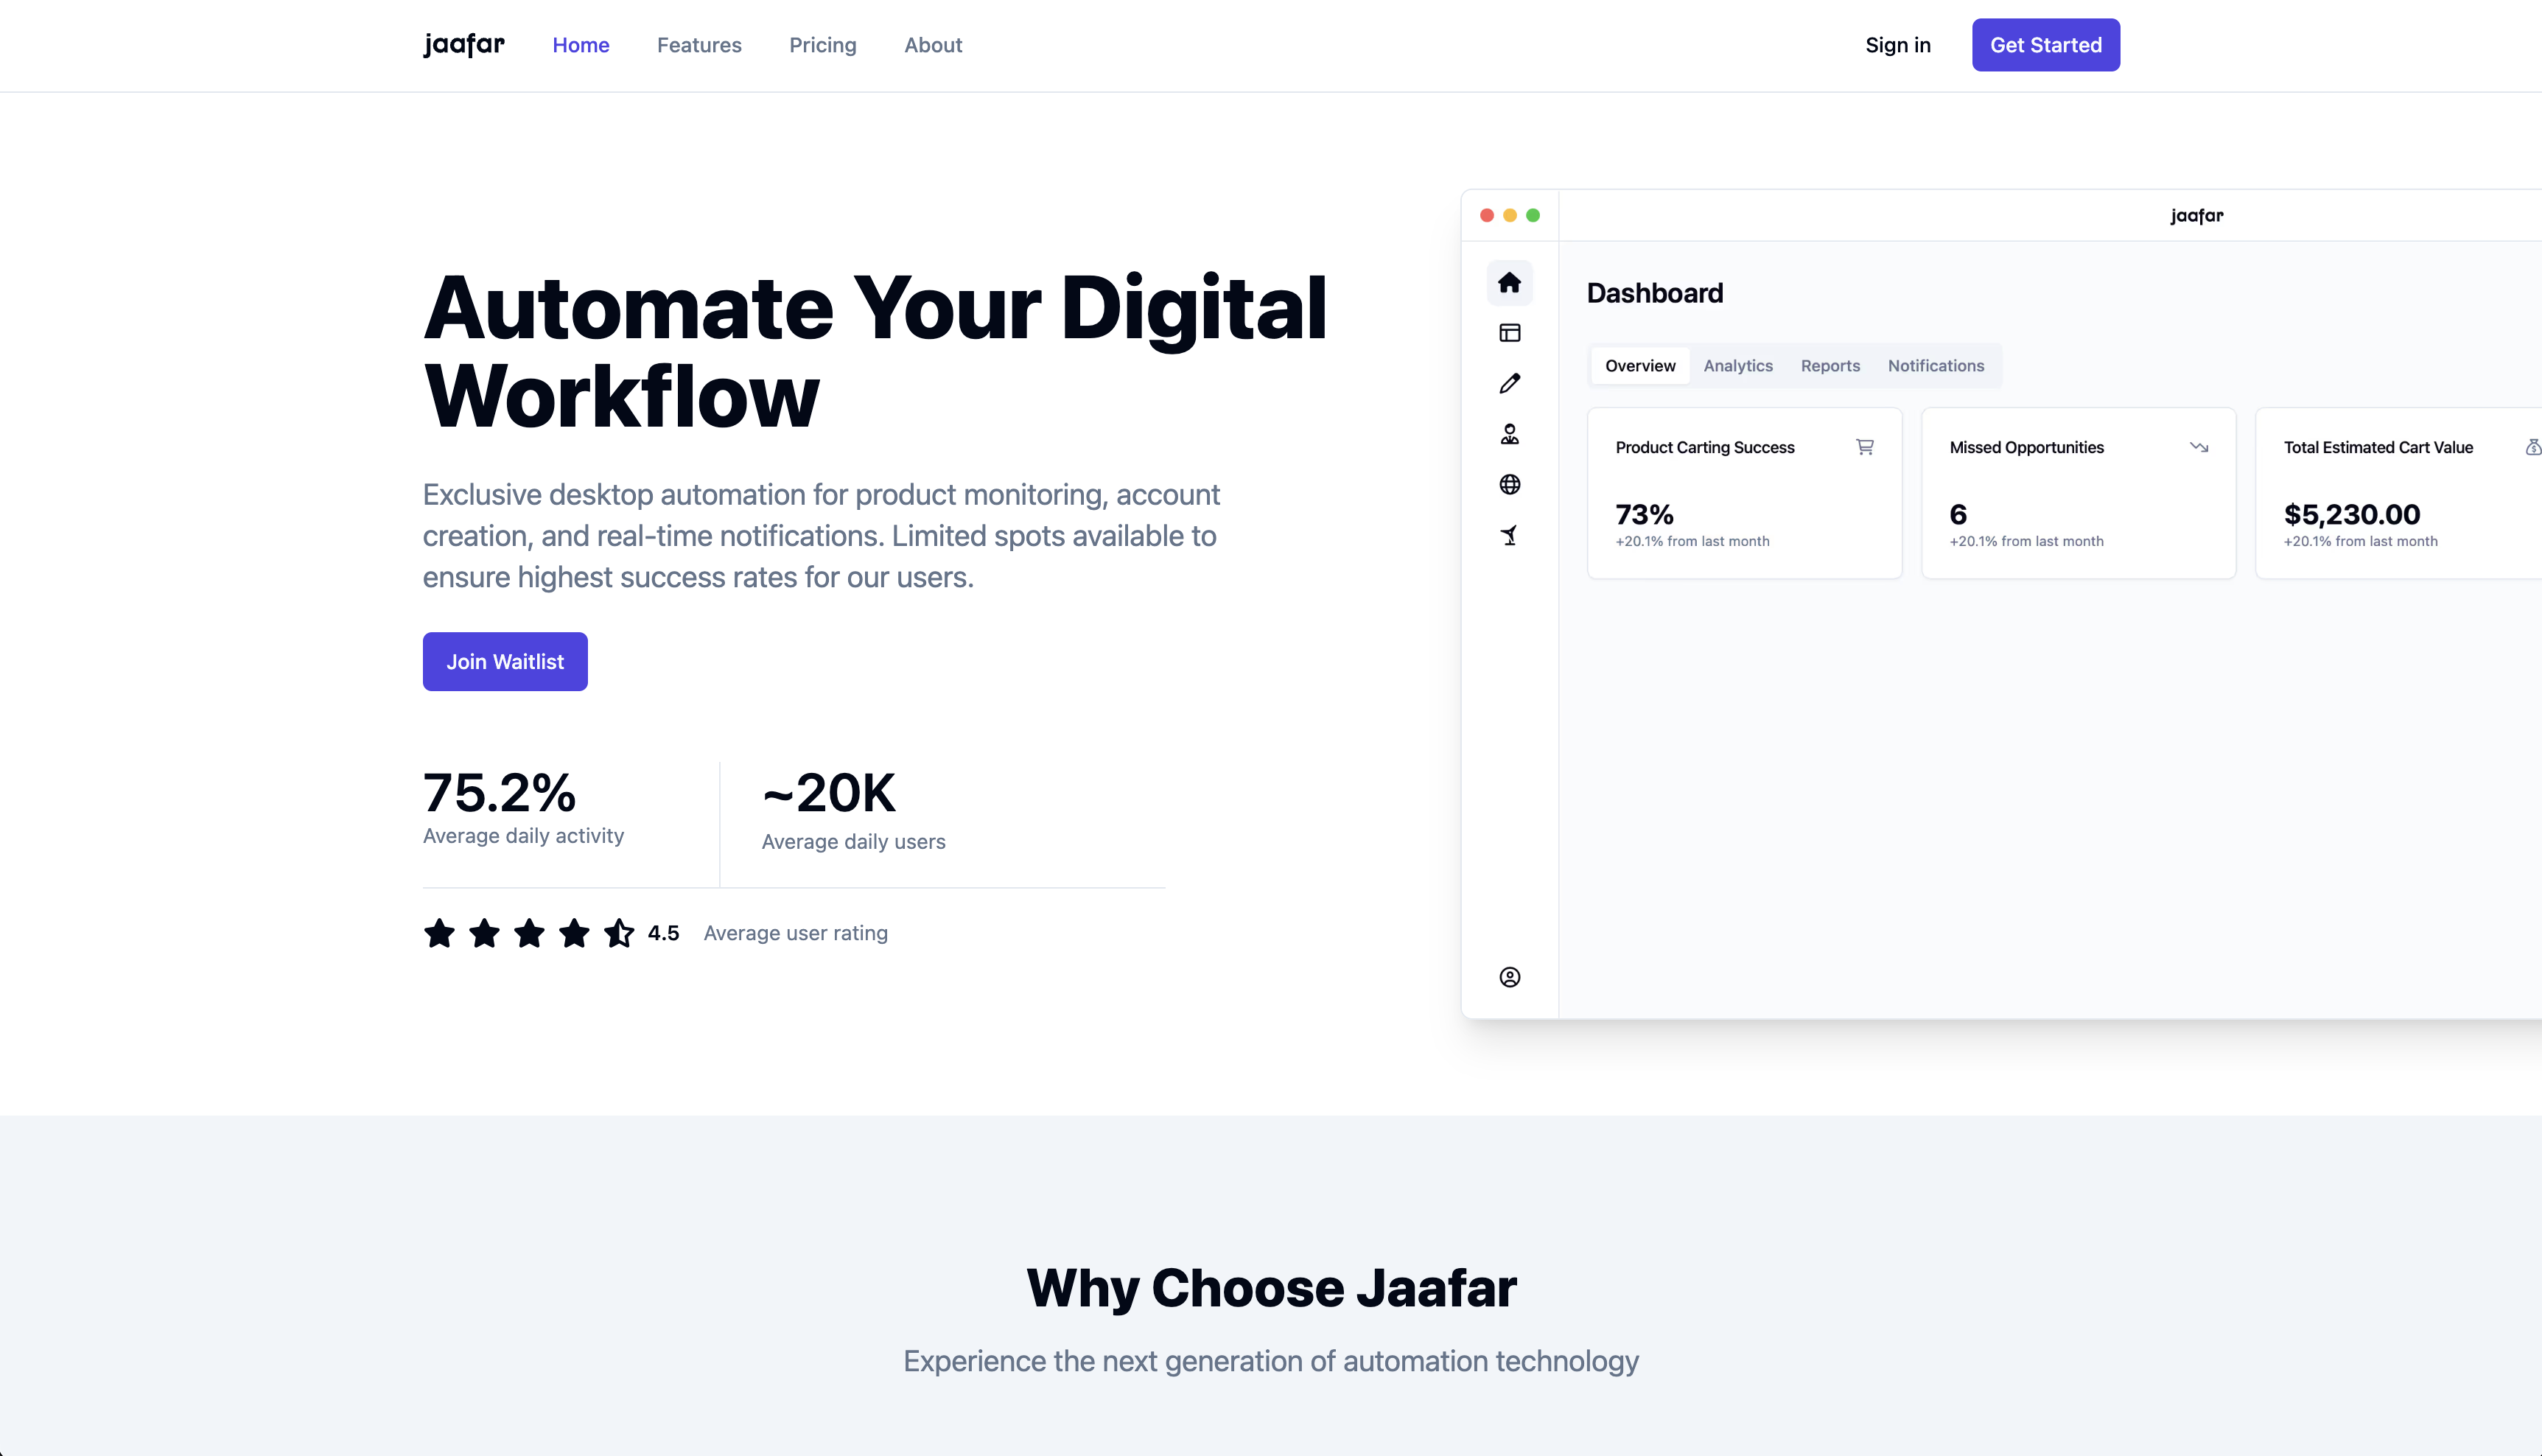 jaafar
Home
Features
Pricing
About
Sign in
Get Started
Automate Your Digital
Workflow
Exclusive desktop automation for product monitoring, account
creation, and real-time notifications. Limited spots available to
ensure highest success rates for our users.
Join Waitlist
75.2%
Average daily activity
~20K
Average daily users
4.5
Average user rating
jaafar
Dashboard
Overview
Analytics
Reports
Notifications
Product Carting Success
73%
+20.1% from last month
Missed Opportunities
6
+20.1% from last month
Total Estimated Cart Value
$5,230.00
+20.1% from last month
Why Choose Jaafar
Experience the next generation of automation technology